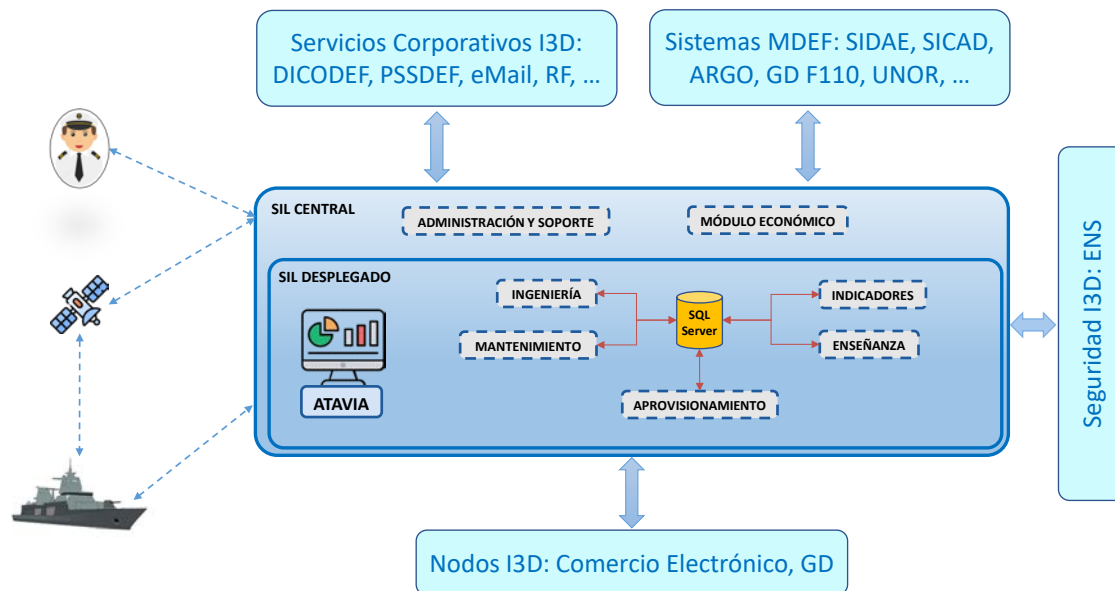 Servicios Corporativos I3D:
DICODEF, PSSDEF, eMail, RF, ...
Sistemas MDEF: SIDAE, SICAD,
ARGO, GD F110, UNOR, ...
SIL CENTRAL
ADMINISTRACIÓN Y SOPORTE
MÓDULO ECONÓMICO
SIL DESPLEGADO
INGENIERÍA
MANTENIMIENTO
SQL
Server
INDICADORES
ENSEÑANZA
APROVISIONAMIENTO
ATAVIA
Seguridad I3D: ENS
Nodos I3D: Comercio Electrónico, GD